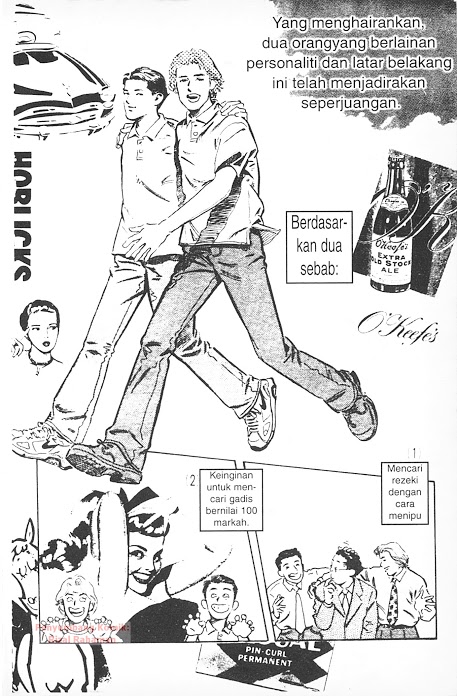 Yang menghairankan,
dua orangyang berlainan
personaliti dan latar belakang
ini telah menjadirakan
seperjuangan.
HORLICKS
Berdasar-
kan dua
sebab:
O'Keefe's
EXTRA
OLD STOCK
ALE
O'Keefe's
1
Mencari
rezeki
dengan
cara
menipu
2
Keinginan
untuk men-
cari gadis
bernilai 100
markah.
PIN-CURL
PERMANENT